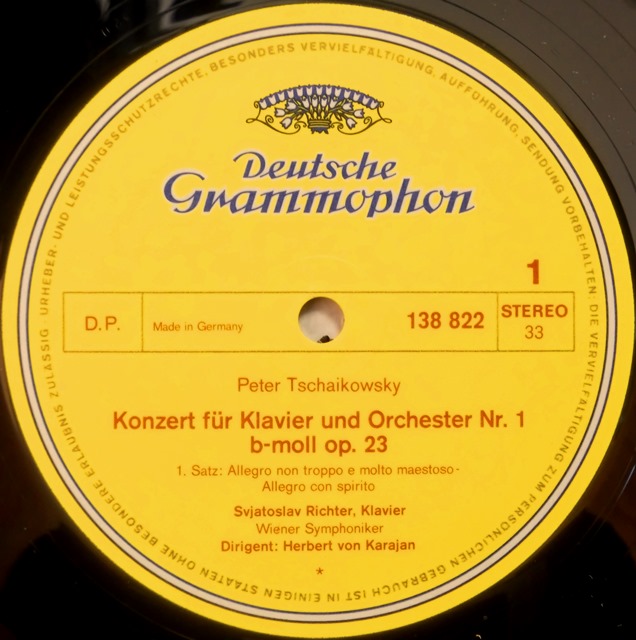 URHEBER- UND LEISTUNGSSCHUTZRECHTE, BESONDERS VERVIELFÄLTIGUNG, AUFFÜHRUNG, SENDUNG VORBEHALTEN: DIE VERVIELFÄLTIGUNG ZUM PERSÖNLICHEN GEBRAUCH IST IN EINIGEN STAATEN OHNE BESONDERE ERLAUBNIS ZULÄSSIG ·
Deutsche
Grammophon
1
D.P.
Made in Germany
138 822
STEREO
33
Peter Tschaikowsky
Konzert für Klavier und Orchester Nr. 1
b-moll op. 23
1. Satz: Allegro non troppo e molto maestoso -
Allegro con spirito
Svjatoslav Richter, Klavier
Wiener Symphoniker
Dirigent: Herbert von Karajan
*